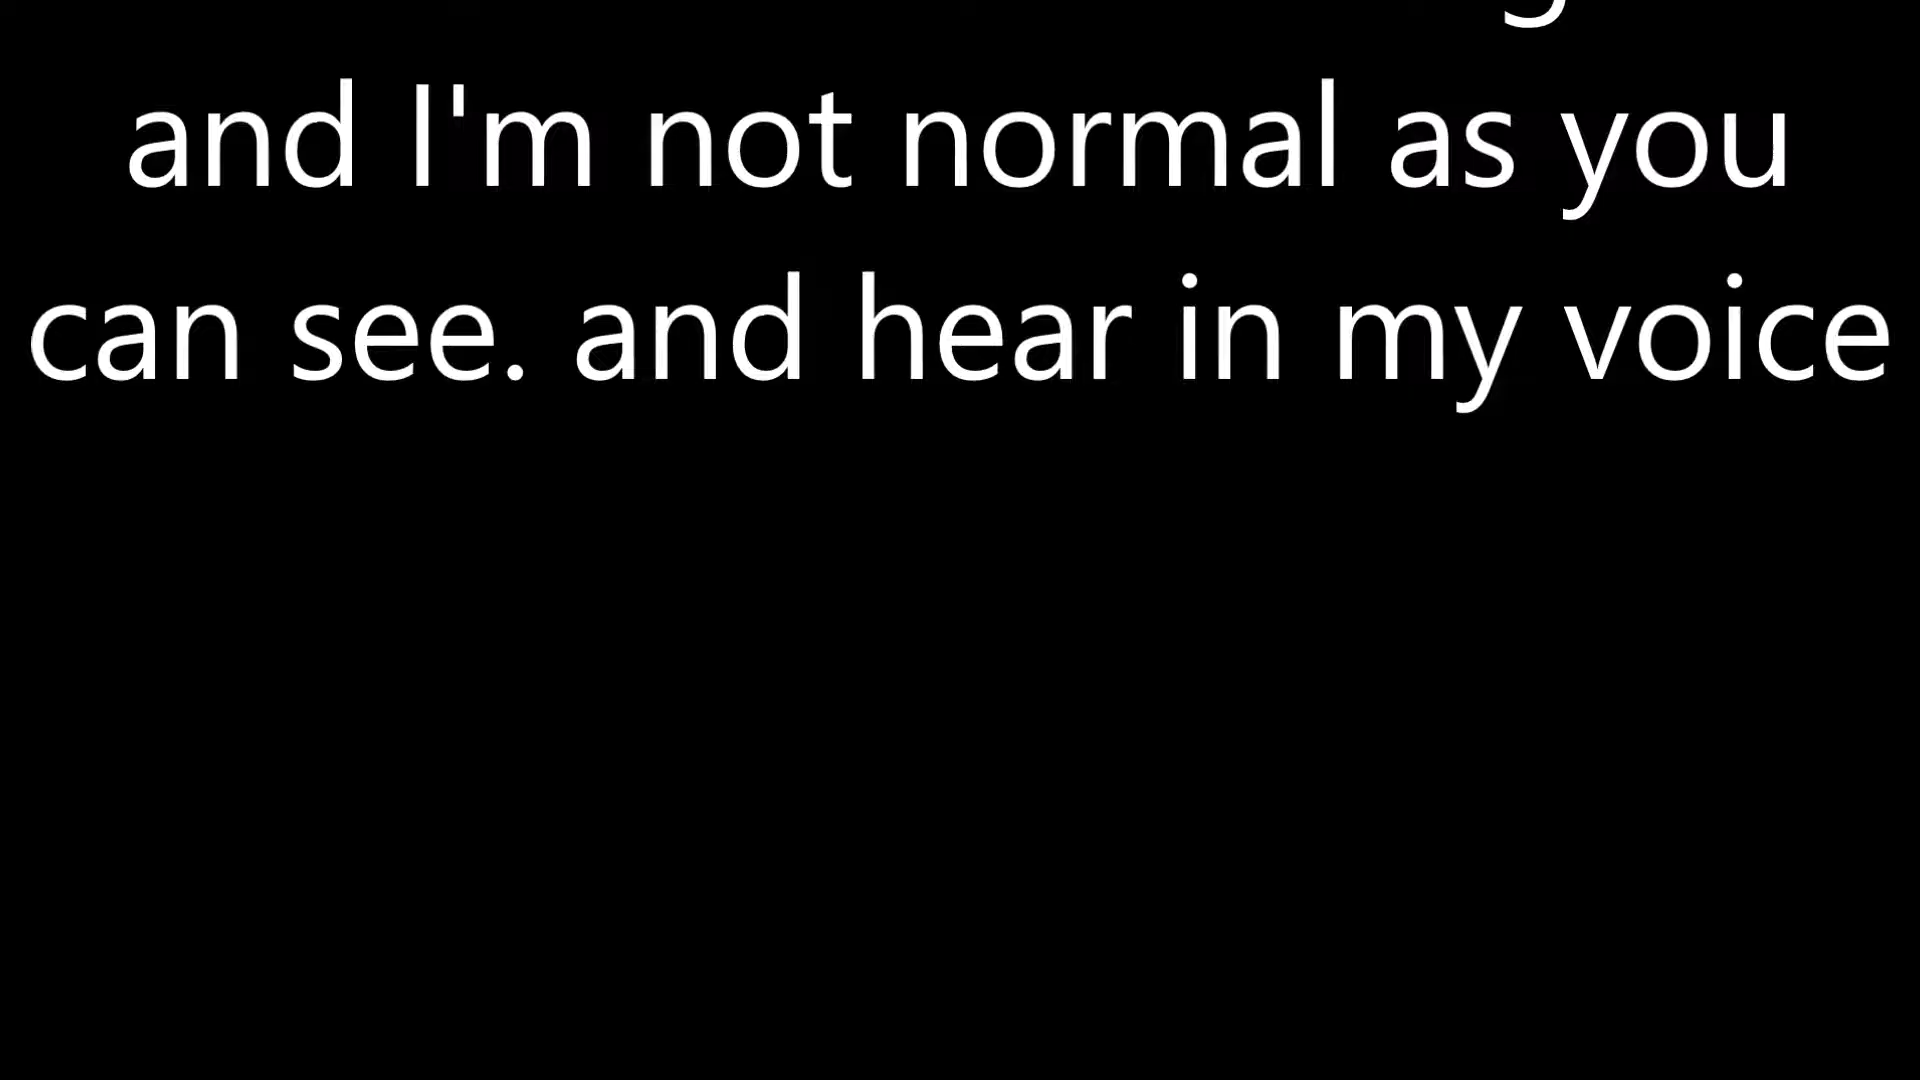 and I'm not normal as you
can see. and hear in my voice